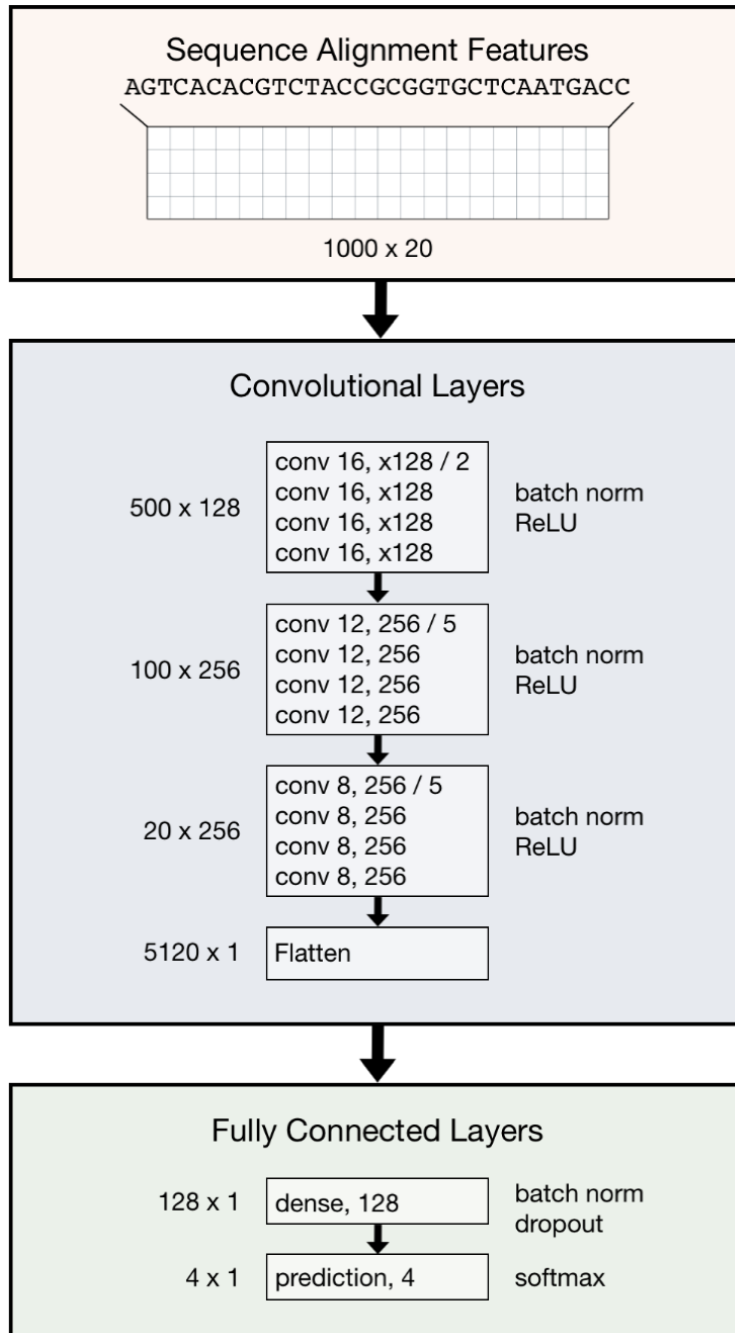 Sequence Alignment Features
AGTCACACGTCTACCGCGGTGCTCAATGACC
1000 x 20
Convolutional Layers
500 x 128
conv 16, x128 / 2
conv 16, x128
conv 16, x128
conv 16, x128
batch norm
ReLU
100 x 256
conv 12, 256 / 5
conv 12, 256
conv 12, 256
conv 12, 256
batch norm
ReLU
20 x 256
conv 8, 256 / 5
conv 8, 256
conv 8, 256
conv 8, 256
batch norm
ReLU
5120 x 1
Flatten
Fully Connected Layers
128 x 1
dense, 128
batch norm
dropout
4 x 1
prediction, 4
softmax